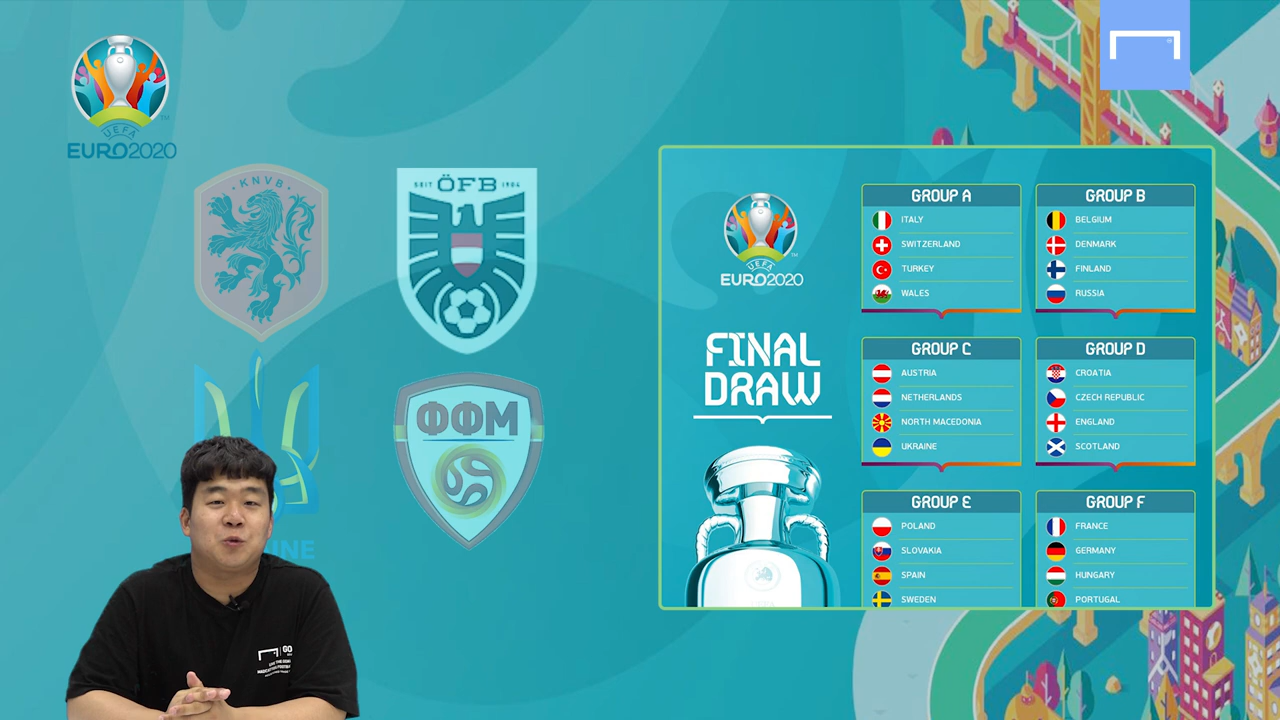 UEFA
EURO2020
KNVB
SEIT ÖFB 1904
ФФМ
UEFA
EURO2020
FINAL
DRAW
GROUP A
ITALY
SWITZERLAND
TURKEY
WALES
GROUP B
BELGIUM
DENMARK
FINLAND
RUSSIA
GROUP C
AUSTRIA
NETHERLANDS
NORTH MACEDONIA
UKRAINE
GROUP D
CROATIA
CZECH REPUBLIC
ENGLAND
SCOTLAND
GROUP E
POLAND
SLOVAKIA
SPAIN
SWEDEN
GROUP F
FRANCE
GERMANY
HUNGARY
PORTUGAL